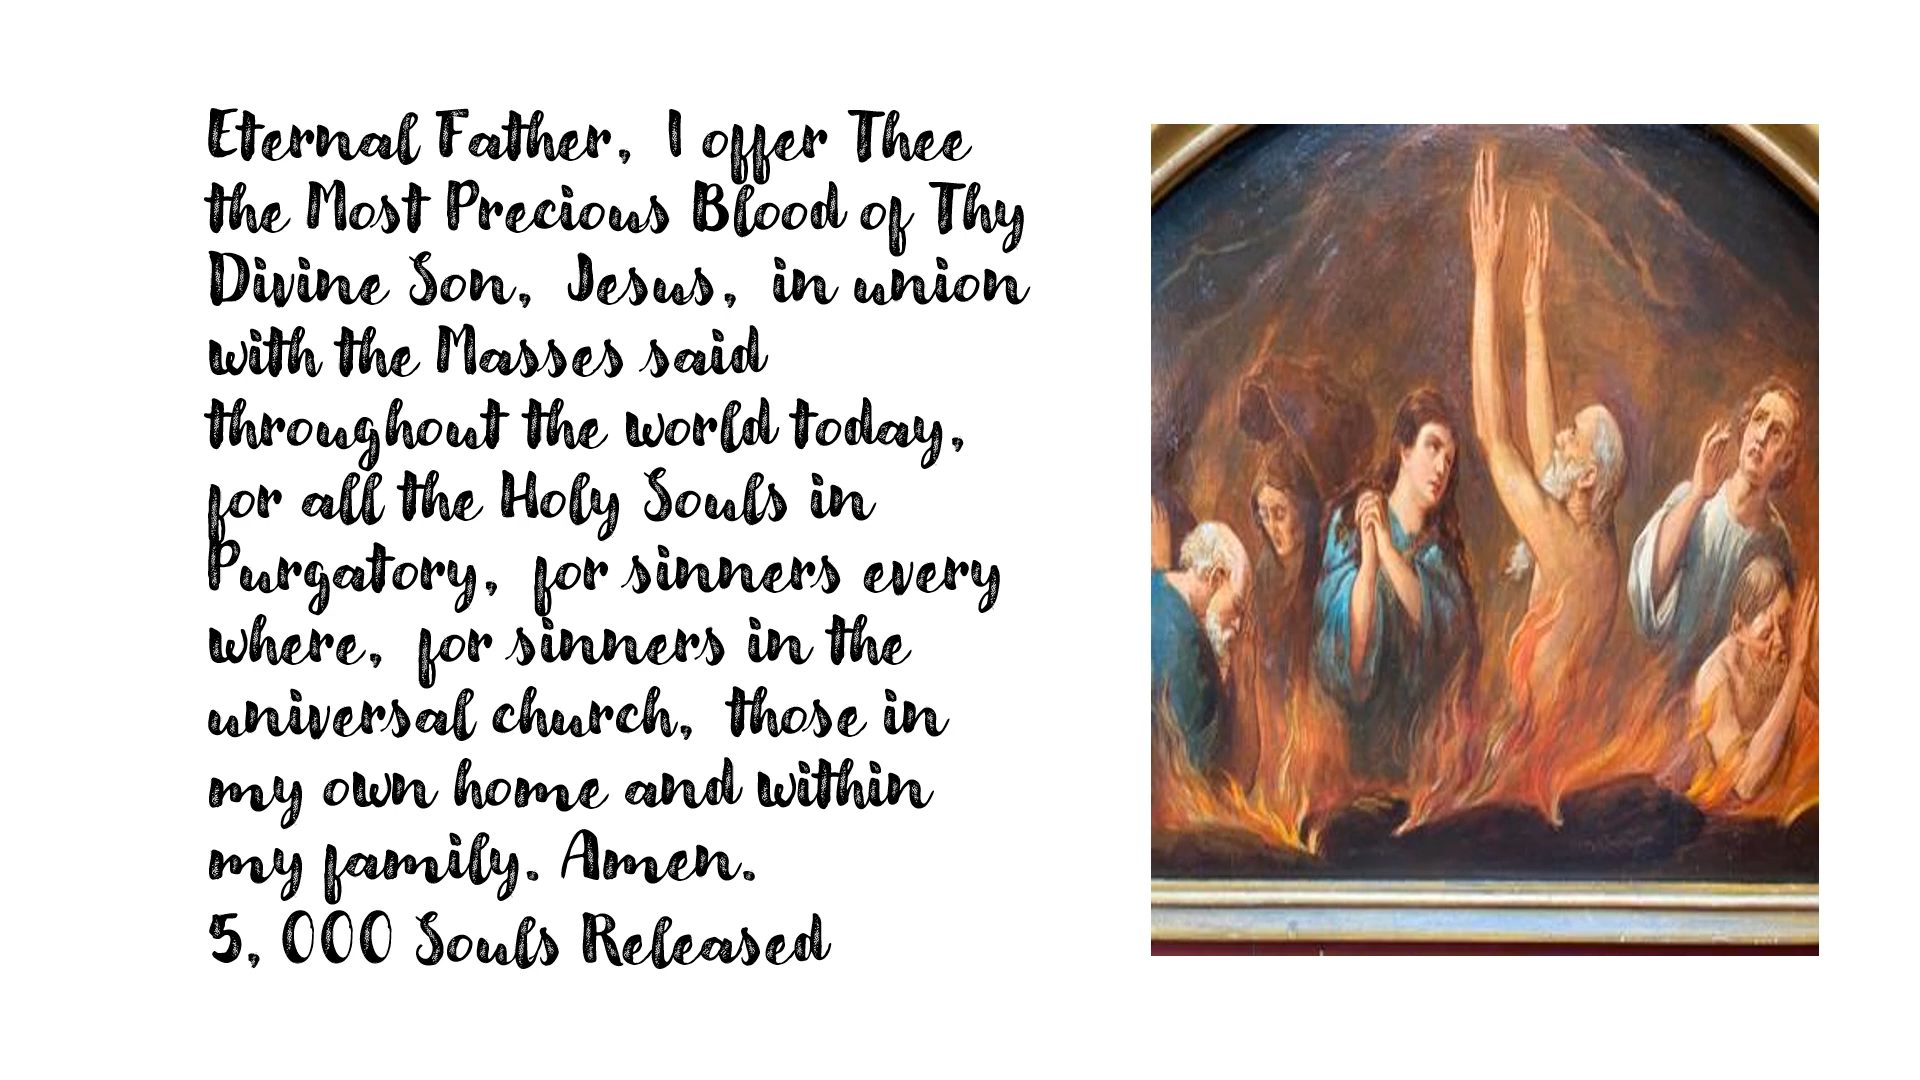 Eternal Father, I offer Thee
the Most Precious Blood of Thy
Divine Son, Jesus, in union
with the Masses said
throughout the world today,
for all the Holy Souls in
Purgatory, for sinners every
where, for sinners in the
universal church, those in
my own home and within
my family. Amen.
5, 000 Souls Released